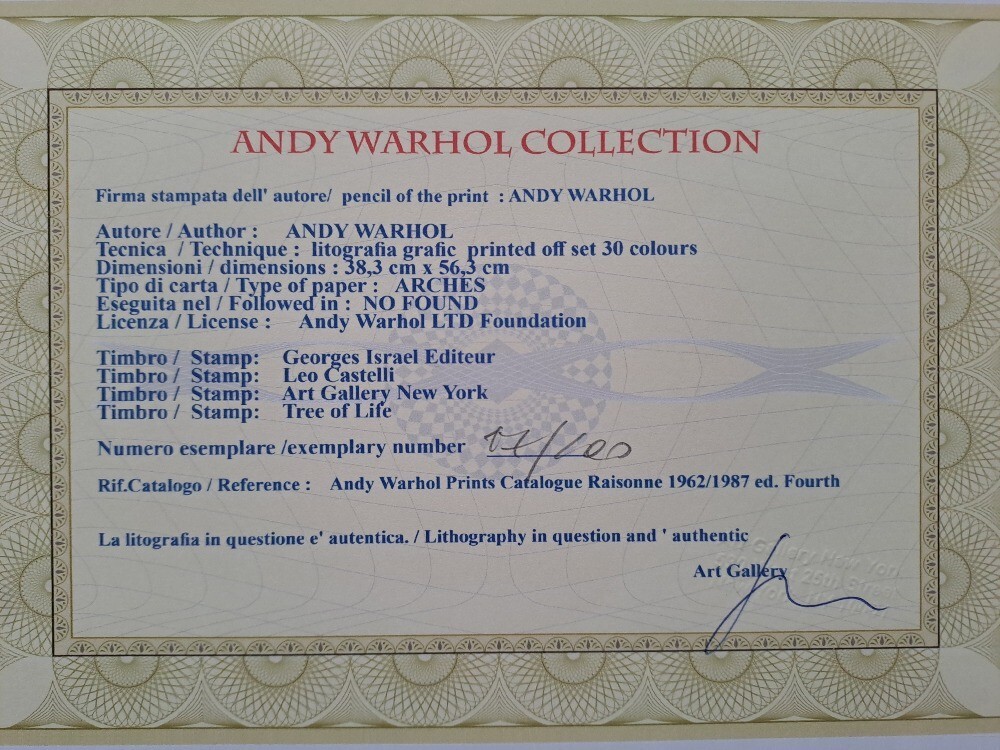 ANDY WARHOL COLLECTION
Firma stampata dell' autore/ pencil of the print : ANDY WARHOL
Autore / Author : ANDY WARHOL
Tecnica / Technique : litografia grafic printed off set 30 colours
Dimensioni / dimensions : 38,3 cm x 56,3 cm
Tipo di carta / Type of paper : ARCHES
Eseguita nel / Followed in : NO FOUND
Licenza / License : Andy Warhol LTD Foundation
Timbro / Stamp: Georges Israel Editeur
Timbro / Stamp: Leo Castelli
Timbro / Stamp: Art Gallery New York
Timbro / Stamp: Tree of Life
Numero esemplare /exemplary number 17/100
Rif.Catalogo / Reference : Andy Warhol Prints Catalogue Raisonne 1962/1987 ed. Fourth
La litografia in questione e' autentica. / Lithography in question and ' authentic
Art Gallery